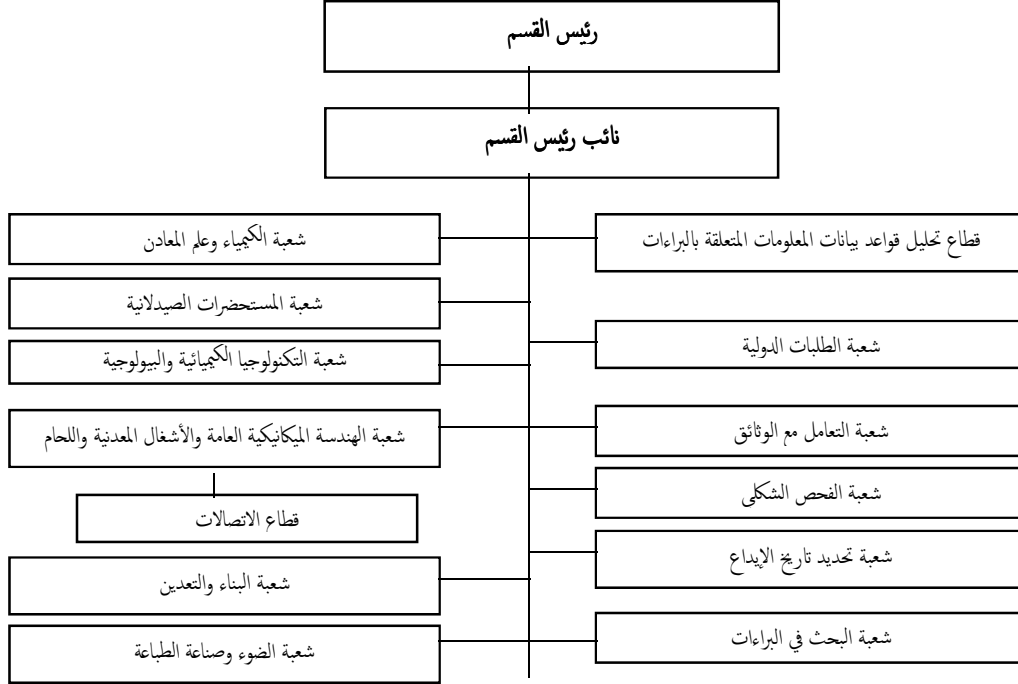 رئيس القسم
نائب رئيس القسم
قطاع تحليل قواعد بيانات المعلومات المتعلقة بالبراءات
شعبة الكيمياء وعلم المعادن
شعبة المستحضرات الصيدلانية
شعبة الطلبات الدولية
شعبة التكنولوجيا الكيميائية والبيولوجية
شعبة التعامل مع الوثائق
شعبة الهندسة الميكانيكية العامة والأشغال المعدنية واللحام
شعبة الفحص الشكلى
قطاع الاتصالات
شعبة تحديد تاريخ الإيداع
شعبة البناء والتعدين
شعبة البحث في البراءات
شعبة الضوء وصناعة الطباعة